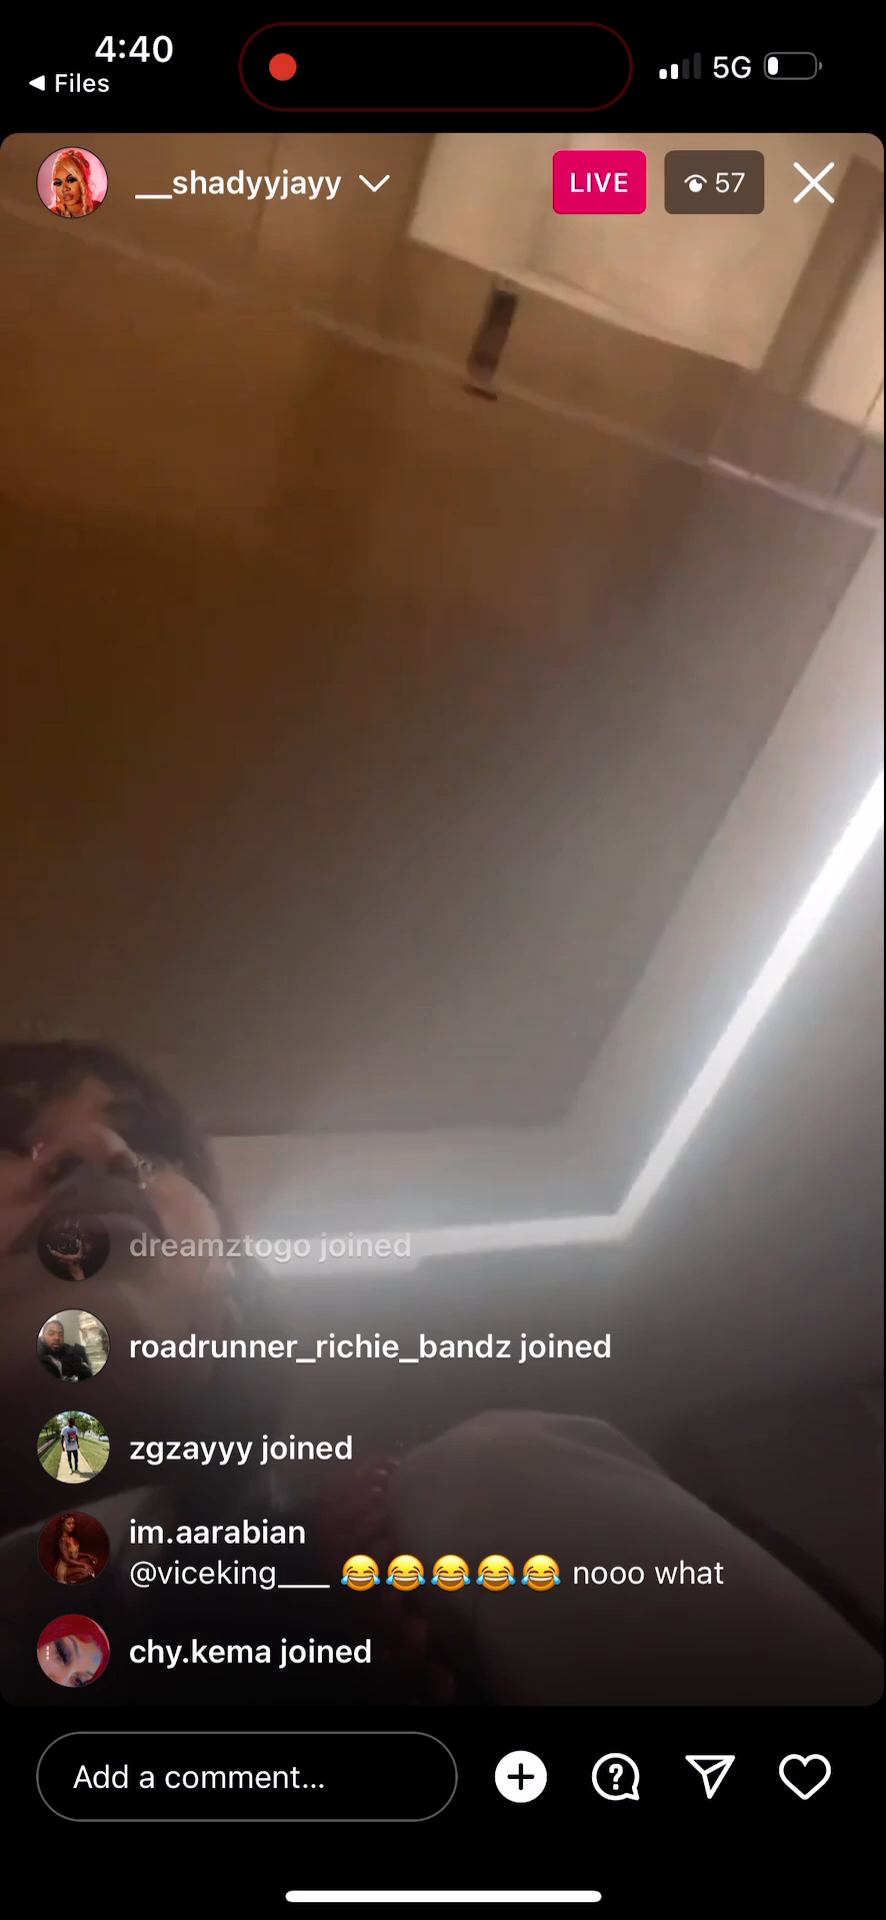 4:40
Files
5G
__shadyyjayy
LIVE
57
dreamztogo joined
roadrunner_richie_bandz joined
zgzayyy joined
im.aarabian
@viceking___ 😂😂😂😂😂 nooo what
chy.kema joined
Add a comment...